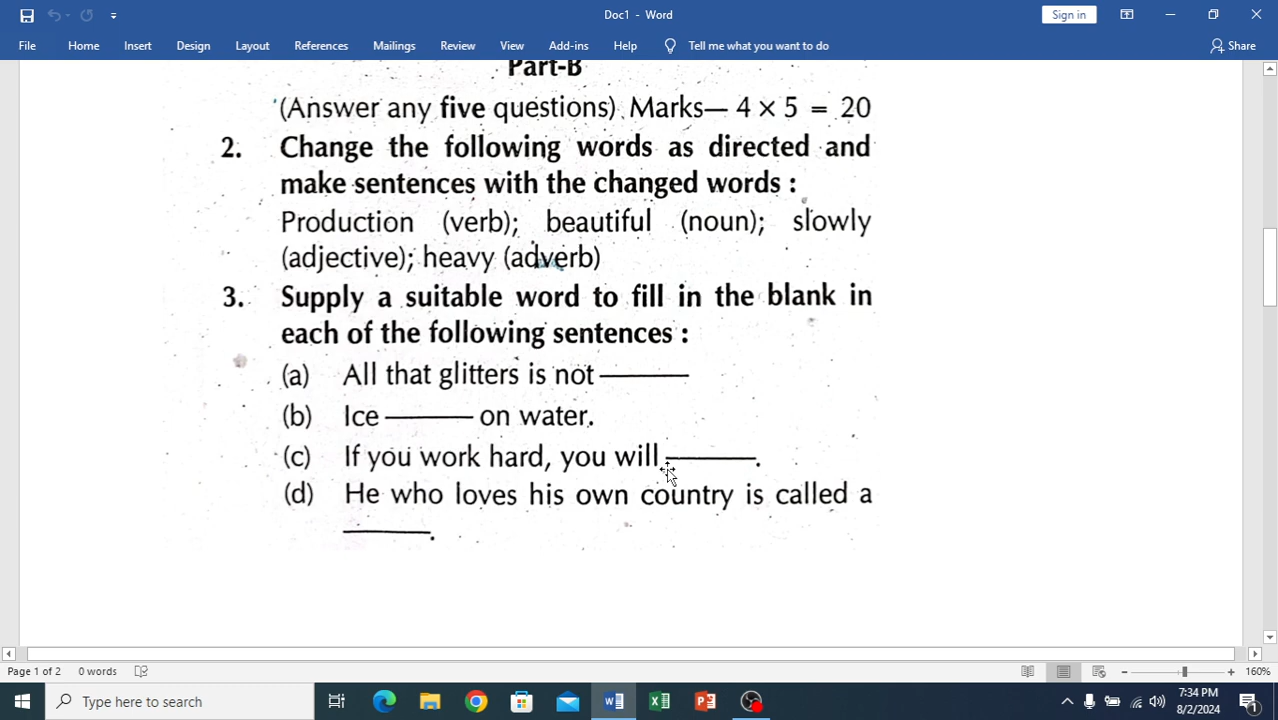 Doc1 - Word
Sign in
File Home Insert Design Layout References Mailings Review View Add-ins Help Tell me what you want to do Share
Part-B
(Answer any five questions) Marks— 4 × 5 = 20
2. Change the following words as directed and
make sentences with the changed words :
Production (verb); beautiful (noun); slowly
(adjective); heavy (adverb)
3. Supply a suitable word to fill in the blank in
each of the following sentences :
(a) All that glitters is not ———
(b) Ice ——— on water.
(c) If you work hard, you will ———.
(d) He who loves his own country is called a
———.
Page 1 of 2 0 words 160%
Type here to search
7:34 PM
8/2/2024
1